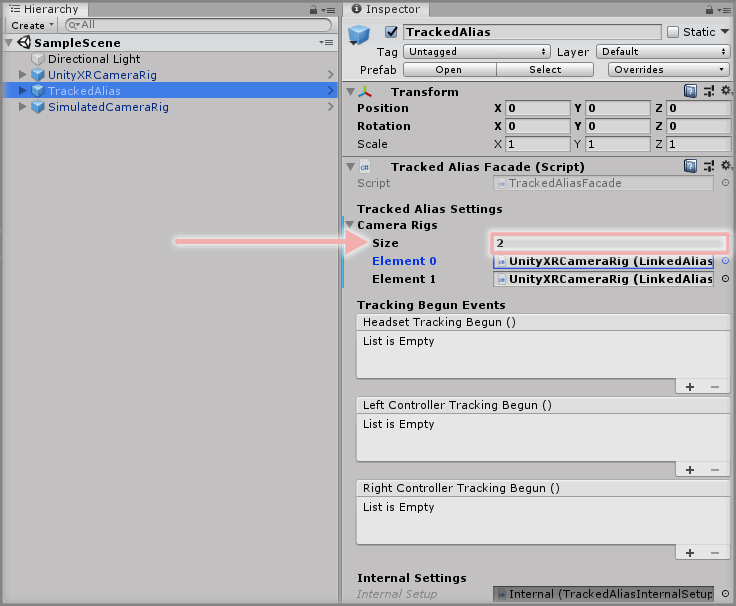 Hierarchy
Create
All
SampleScene
Directional Light
UnityXRCameraRig
TrackedAlias
SimulatedCameraRig
Inspector
TrackedAlias Static
Tag Untagged Layer Default
Prefab Open Select Overrides
Transform
Position X 0 Y 0 Z 0
Rotation X 0 Y 0 Z 0
Scale X 1 Y 1 Z 1
Tracked Alias Facade (Script)
Script TrackedAliasFacade
Tracked Alias Settings
Camera Rigs
Size 2
Element 0 UnityXRCameraRig (LinkedAlias
Element 1 UnityXRCameraRig (LinkedAlias
Tracking Begun Events
Headset Tracking Begun ()
List is Empty
Left Controller Tracking Begun ()
List is Empty
Right Controller Tracking Begun ()
List is Empty
Internal Settings
Internal Setup Internal (TrackedAliasInternalSetup